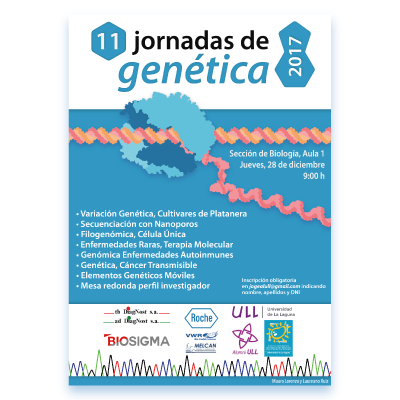 11 jornadas de
genética
2017
Sección de Biología, Aula 1
Jueves, 28 de diciembre
9:00 h
• Variación Genética, Cultivares de Platanera
• Secuenciación con Nanoporos
• Filogenómica, Célula Única
• Enfermedades Raras, Terapia Molecular
• Genómica Enfermedades Autoinmunes
• Genética, Cáncer Transmisible
• Elementos Genéticos Móviles
• Mesa redonda perfil investigador
Inscripción obligatoria
en jogeull@gmail.com indicando
nombre, apellidos y DNI
th DiagNost s.a.
ad DiagNost s.a.
BIOSIGMA
Roche
VWR
MELCAN
ULL
Universidad
de La Laguna
Alumni ULL
Mauro Lorenzo y Laureano Ruiz